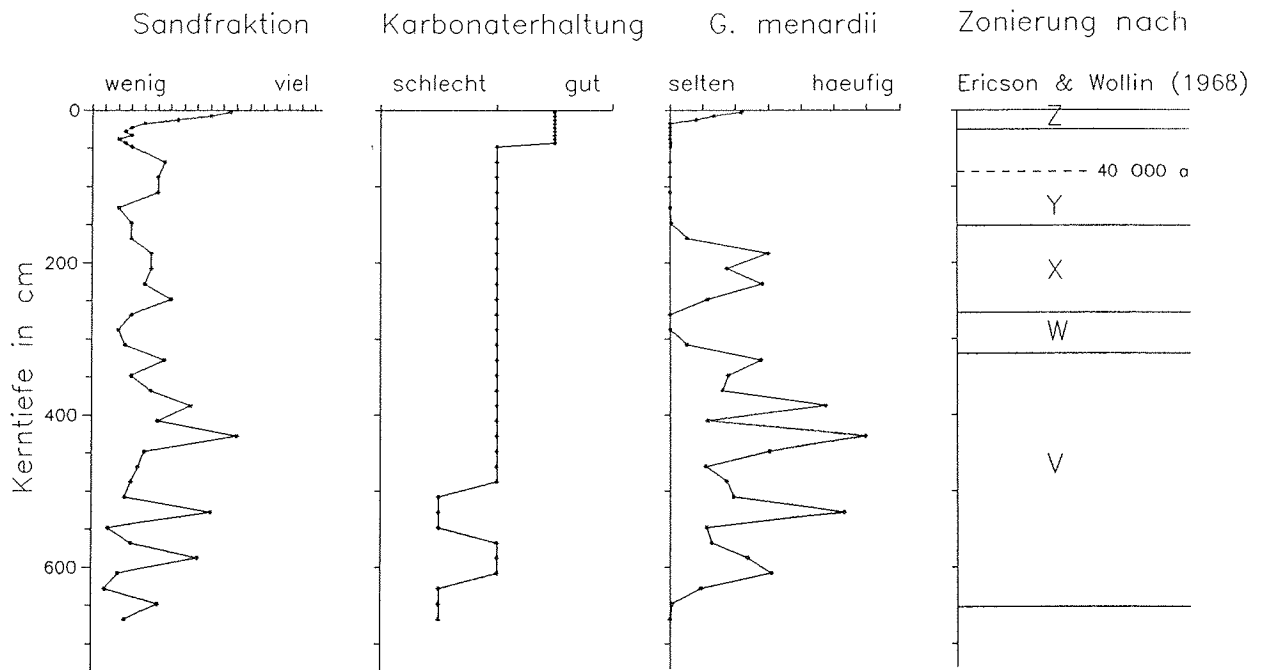 Sandfraktion Karbonaterhaltung G. menardii Zonierung nach
wenig viel schlecht gut selten haeufig Ericson & Wollin (1968)
0
Z
40 000 a
Y
200
X
W
400
V
600
Kerntiefe in cm